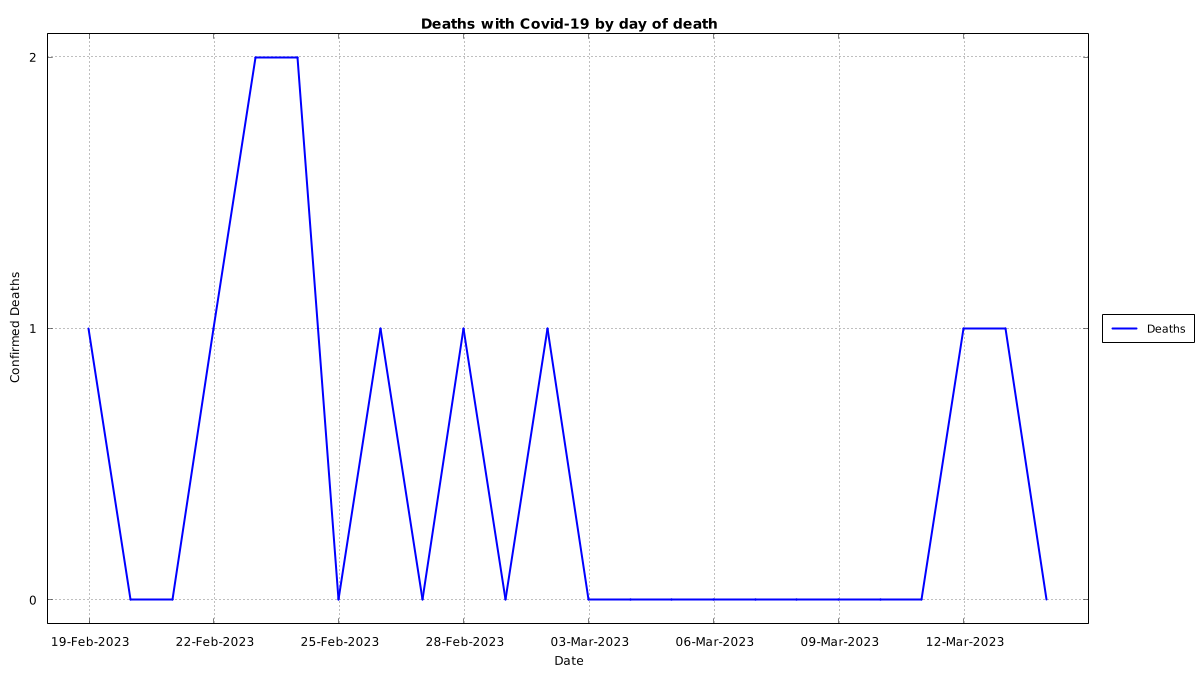 Deaths with Covid-19 by day of death
2
1
0
Confirmed Deaths
19-Feb-2023 22-Feb-2023 25-Feb-2023 28-Feb-2023 03-Mar-2023 06-Mar-2023 09-Mar-2023 12-Mar-2023
Date
Deaths